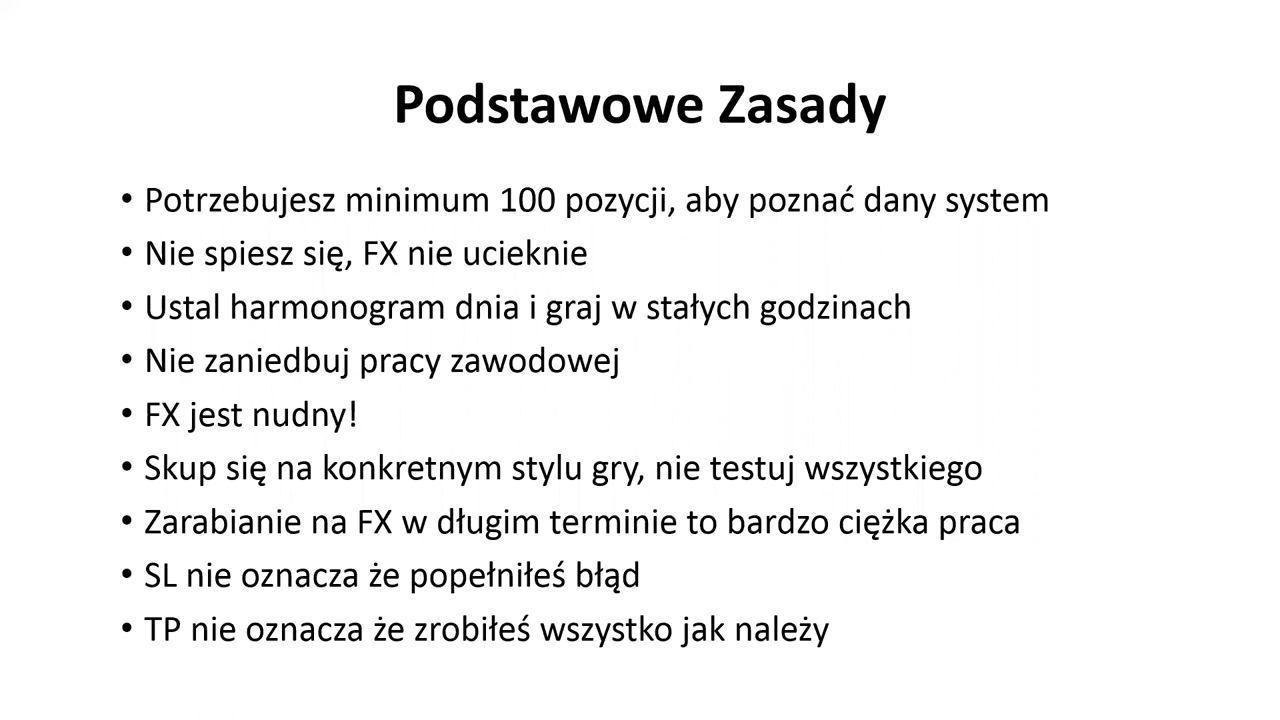 Podstawowe Zasady
• Potrzebujesz minimum 100 pozycji, aby poznać dany system
• Nie spiesz się, FX nie ucieknie
• Ustal harmonogram dnia i graj w stałych godzinach
• Nie zaniedbuj pracy zawodowej
• FX jest nudny!
• Skup się na konkretnym stylu gry, nie testuj wszystkiego
• Zarabianie na FX w długim terminie to bardzo ciężka praca
• SL nie oznacza że popełniłeś błąd
• TP nie oznacza że zrobiłeś wszystko jak należy